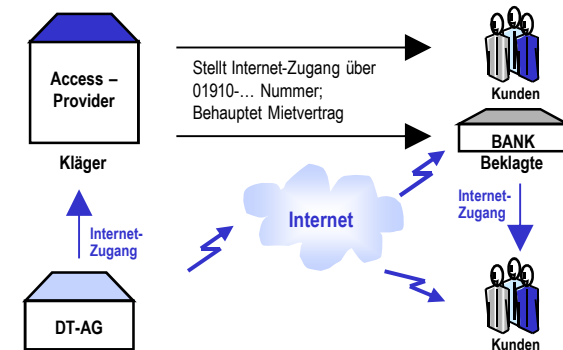 Access –
Provider
Kläger
Stellt Internet-Zugang über
01910-… Nummer;
Behauptet Mietvertrag
Kunden
BANK
Beklagte
Internet-
Zugang
Internet
Internet-
Zugang
DT-AG
Kunden